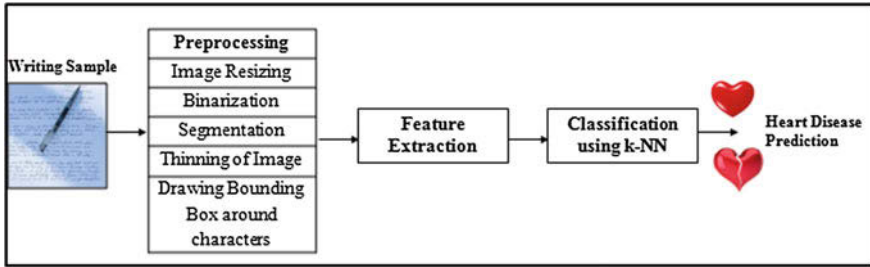 Writing Sample
Preprocessing
Image Resizing
Binarization
Segmentation
Thinning of Image
Drawing Bounding
Box around
characters
Feature
Extraction
Classification
using k-NN
Heart Disease
Prediction